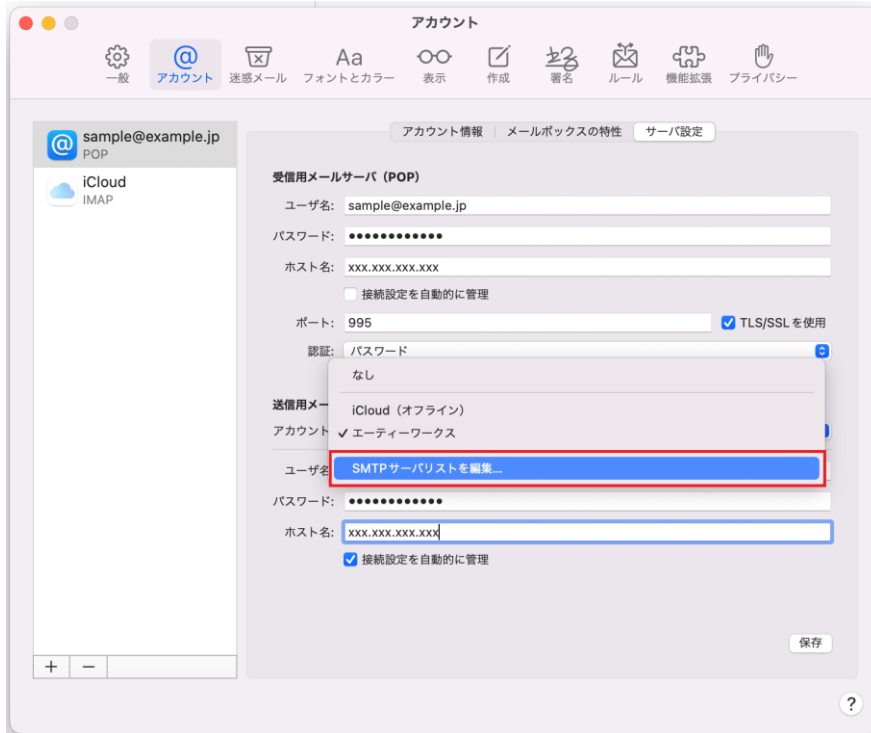 アカウント
一般
アカウント
迷惑メール
Aa
フォントとカラー
表示
作成
署名
ルール
機能拡張
プライバシー
sample@example.jp
POP
iCloud
IMAP
アカウント情報 メールボックスの特性 サーバ設定
受信用メールサーバ（POP）
ユーザ名: sample@example.jp
パスワード: ••••••••••••
ホスト名: xxx.xxx.xxx.xxx
接続設定を自動的に管理
ポート: 995 TLS/SSL を使用
認証: パスワード
なし
送信用メー
iCloud（オフライン）
アカウント ✓ エーティーワークス
ユーザ名 SMTPサーバリストを編集...
パスワード: ••••••••••••
ホスト名: xxx.xxx.xxx.xxx
接続設定を自動的に管理
保存
+ −
?